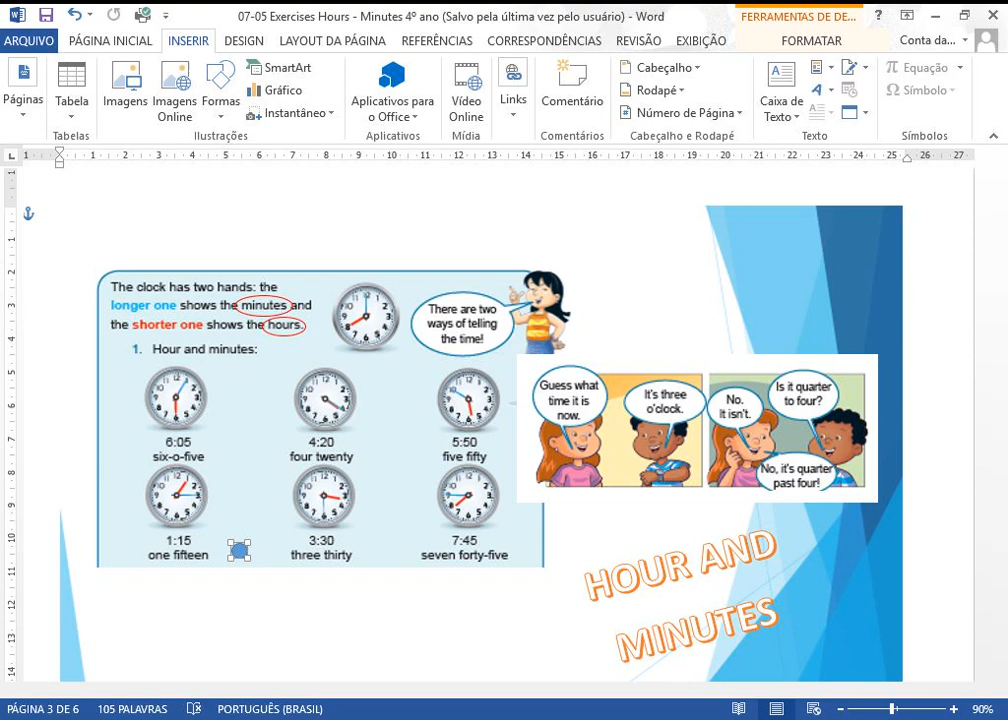 07-05 Exercises Hours - Minutes 4º ano (Salvo pela última vez pelo usuário) - Word
FERRAMENTAS DE DE...
?
ARQUIVO
PÁGINA INICIAL
INSERIR
DESIGN
LAYOUT DA PÁGINA
REFERÊNCIAS
CORRESPONDÊNCIAS
REVISÃO
EXIBIÇÃO
FORMATAR
Conta da...
Páginas
Tabela
Tabelas
Imagens
Imagens
Online
Formas
SmartArt
Gráfico
Instantâneo
Ilustrações
Aplicativos para
o Office
Aplicativos
Vídeo
Online
Mídia
Links
Comentário
Comentários
Cabeçalho
Rodapé
Número de Página
Cabeçalho e Rodapé
Caixa de
Texto
Texto
Equação
Símbolo
Símbolos
The clock has two hands: the
longer one shows the minutes and
the shorter one shows the hours.
There are two
ways of telling
the time!
1. Hour and minutes:
6:05
six-o-five
4:20
four twenty
5:50
five fifty
1:15
one fifteen
3:30
three thirty
7:45
seven forty-five
Guess what
time it is
now.
It's three
o'clock.
No.
it isn't.
Is it quarter
to four?
No, it's quarter
past four!
HOUR AND
MINUTES
PÁGINA 3 DE 6
105 PALAVRAS
PORTUGUÊS (BRASIL)
90%